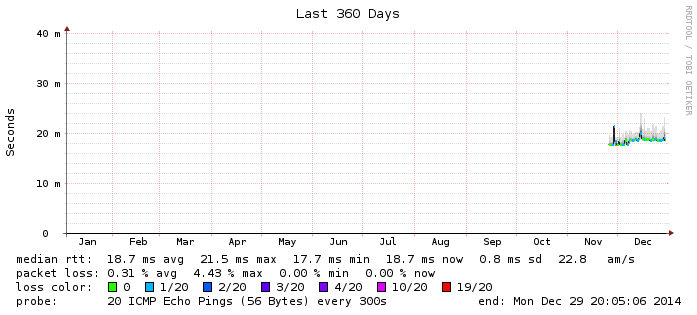 Last 360 Days
RRDTOOL / TOBI OETIKER
Seconds
40 m
30 m
20 m
10 m
0
Jan Feb Mar Apr May Jun Jul Aug Sep Oct Nov Dec
median rtt: 18.7 ms avg 21.5 ms max 17.7 ms min 18.7 ms now 0.8 ms sd 22.8 am/s
packet loss: 0.31 % avg 4.43 % max 0.00 % min 0.00 % now
loss color: 0 1/20 2/20 3/20 4/20 10/20 19/20
probe: 20 ICMP Echo Pings (56 Bytes) every 300s end: Mon Dec 29 20:05:06 2014